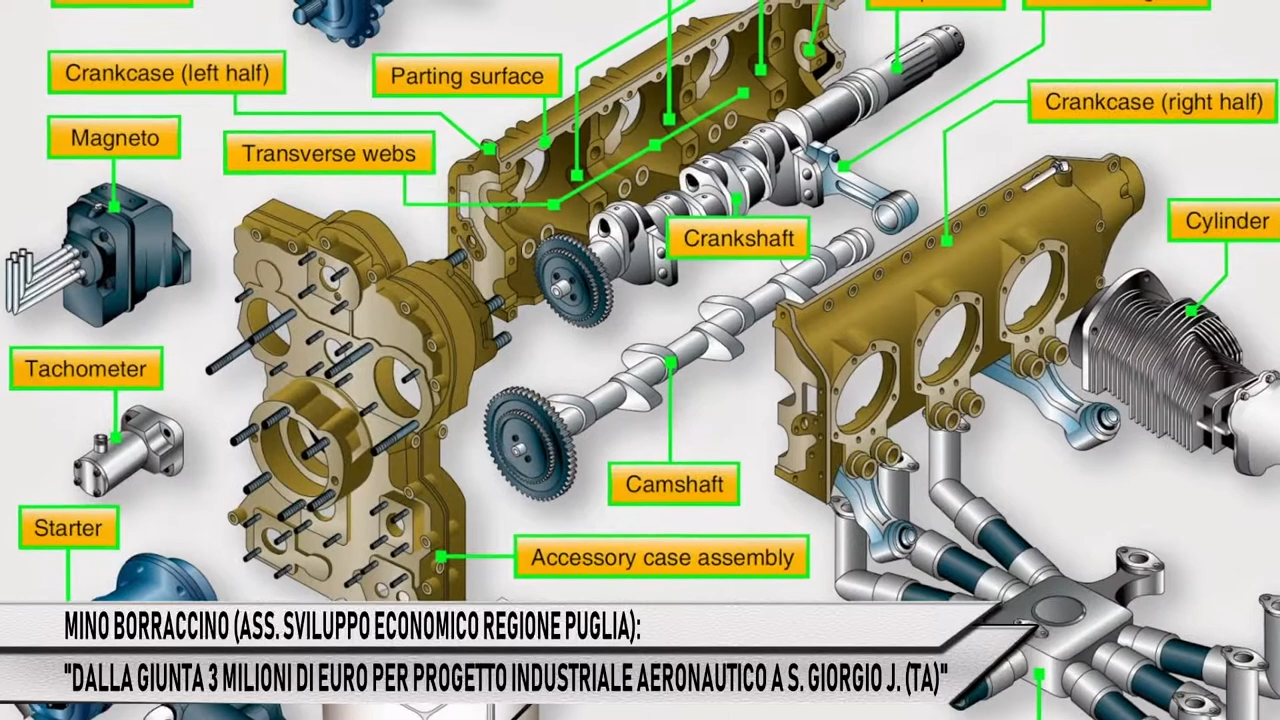 Crankcase (left half)
Parting surface
Crankcase (right half)
Magneto
Transverse webs
Crankshaft
Cylinder
Tachometer
Camshaft
Starter
Accessory case assembly
MINO BORRACCINO (ASS. SVILUPPO ECONOMICO REGIONE PUGLIA):
"DALLA GIUNTA 3 MILIONI DI EURO PER PROGETTO INDUSTRIALE AERONAUTICO A S. GIORGIO J. (TA)"